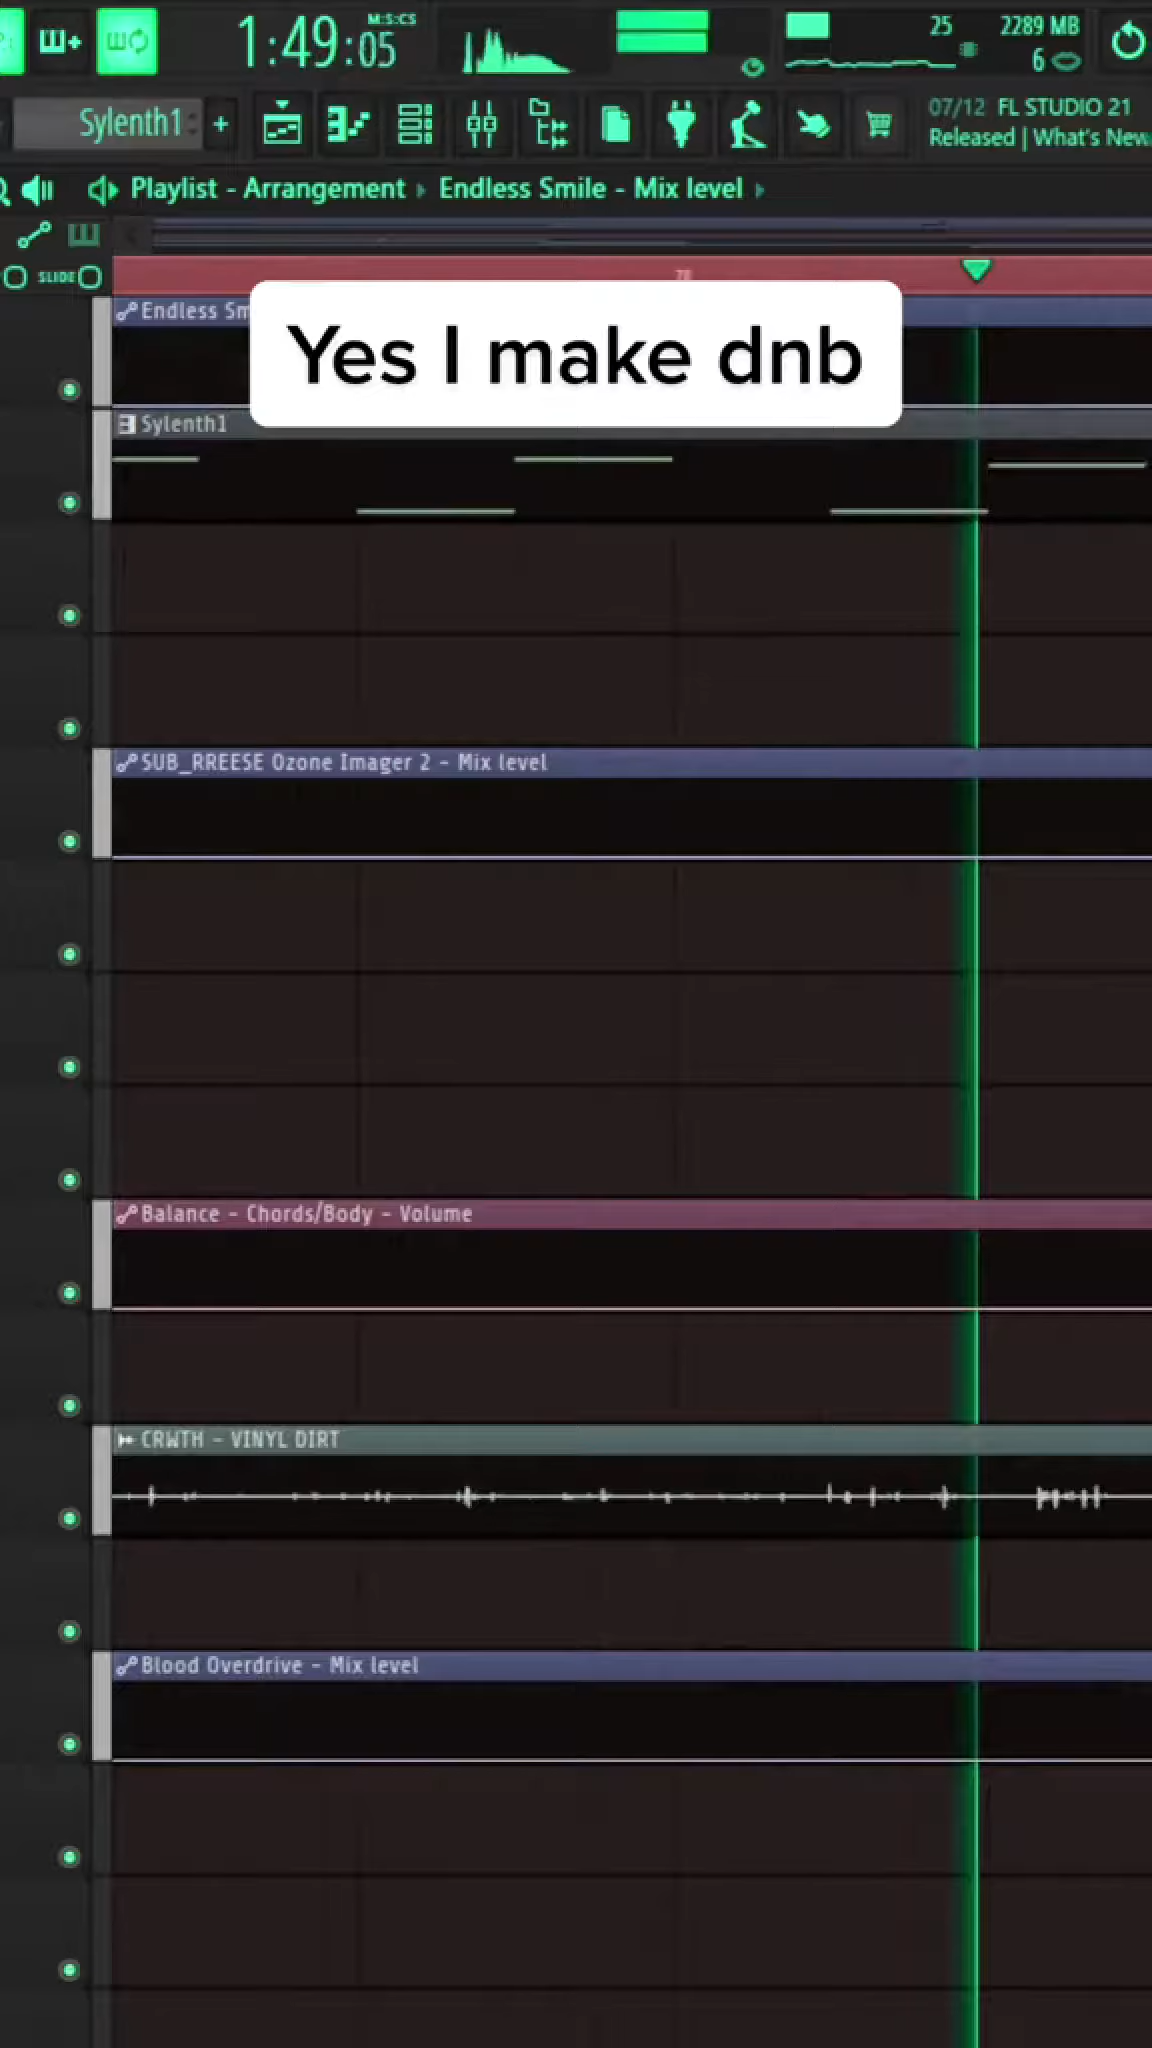 M:S:CS
1:49:05
25
2289 MB
6
Sylenth1
+
07/12 FL STUDIO 21
Released | What's New
Playlist - Arrangement › Endless Smile - Mix level ›
SLIDE
Endless Sm
Yes I make dnb
Sylenth1
SUB_RREESE Ozone Imager 2 - Mix level
Balance - Chords/Body - Volume
CRWTH - VINYL DIRT
Blood Overdrive - Mix level